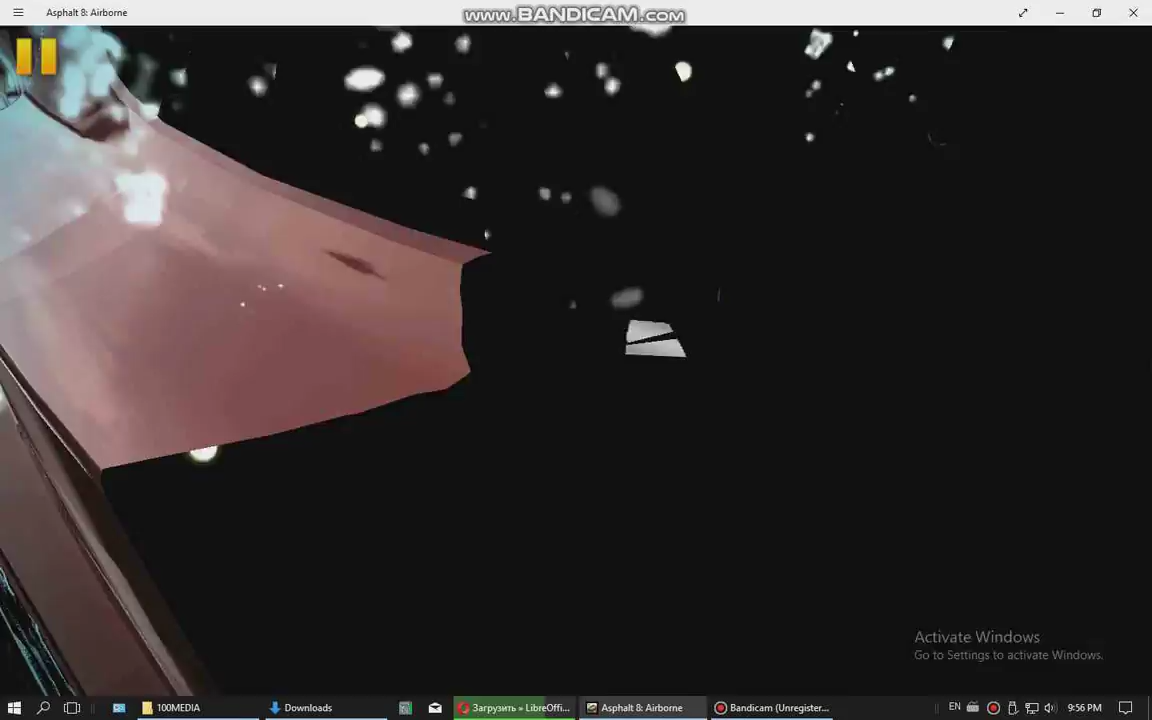 Asphalt 8: Airborne
www.BANDICAM.com
Activate Windows
Go to Settings to activate Windows.
100MEDIA
Downloads
Загрузить » LibreOffi...
Asphalt 8: Airborne
Bandicam (Unregister...
EN
9:56 PM